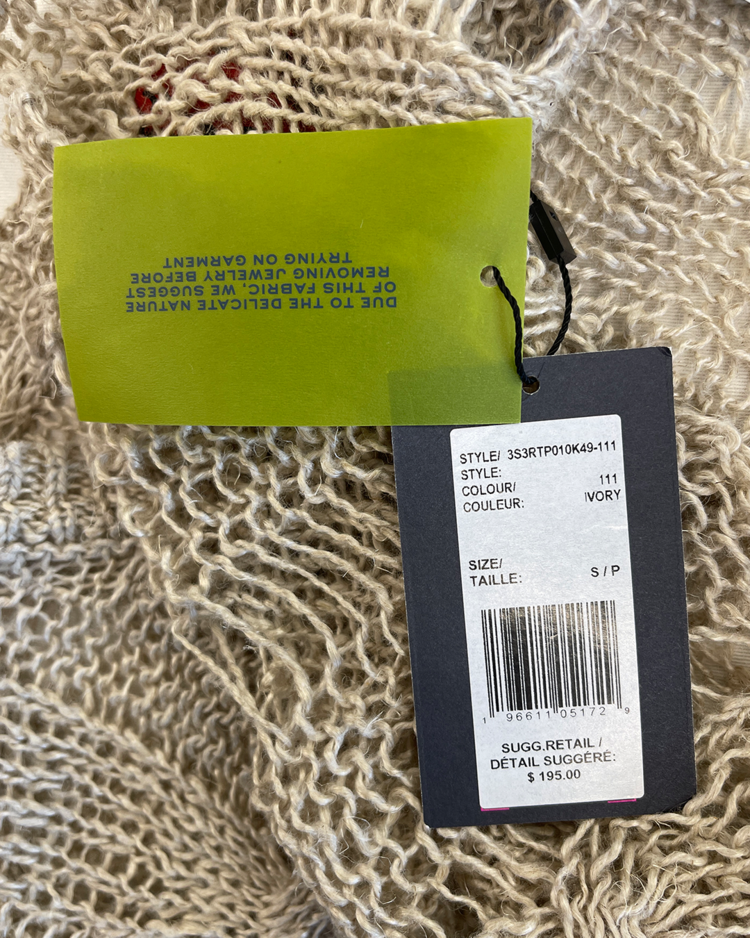 DUE TO THE DELICATE NATURE
OF THIS FABRIC, WE SUGGEST
REMOVING JEWELRY BEFORE
TRYING ON GARMENT
STYLE/ 3S3RTP010K49-111
STYLE:
COLOUR/ 111
COULEUR: IVORY
SIZE/
TAILLE: S / P
1 96611 05172 9
SUGG.RETAIL /
DÉTAIL SUGGÉRÉ:
$ 195.00